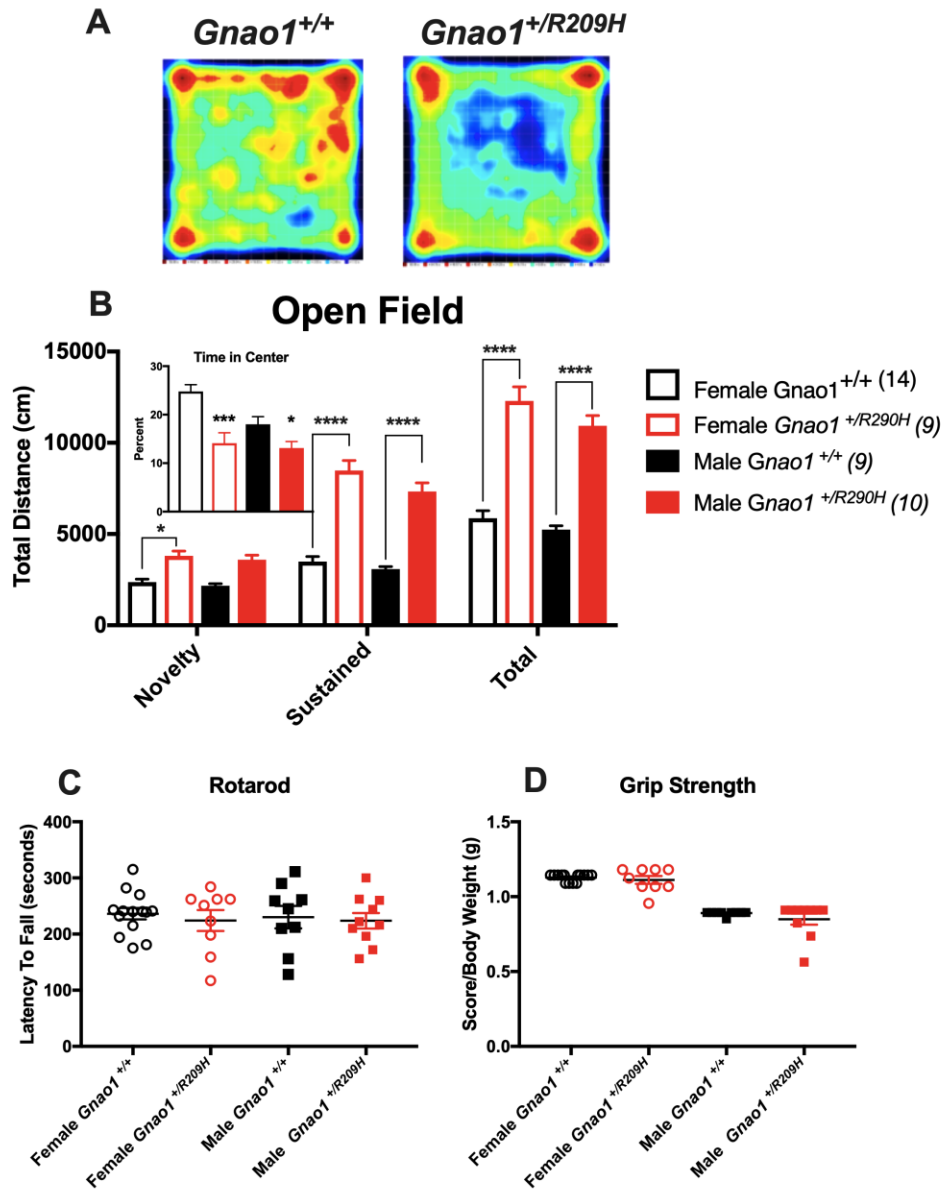 A
Gnao1+/+
Gnao1+/R209H
B
Open Field
15000
10000
5000
0
Total Distance (cm)
Time in Center
30
20
10
0
Percent
***
*
****
****
****
****
*
Novelty
Sustained
Total
Female Gnao1+/+ (14)
Female Gnao1 +/R290H (9)
Male Gnao1 +/+ (9)
Male Gnao1 +/R290H (10)
C
Rotarod
400
300
200
100
0
Latency To Fall (seconds)
Female Gnao1 +/+
Female Gnao1 +/R209H
Male Gnao1 +/+
Male Gnao1 +/R209H
D
Grip Strength
1.5
1.0
0.5
0.0
Score/Body Weight (g)
Female Gnao1 +/+
Female Gnao1 +/R209H
Male Gnao1 +/+
Male Gnao1 +/R209H